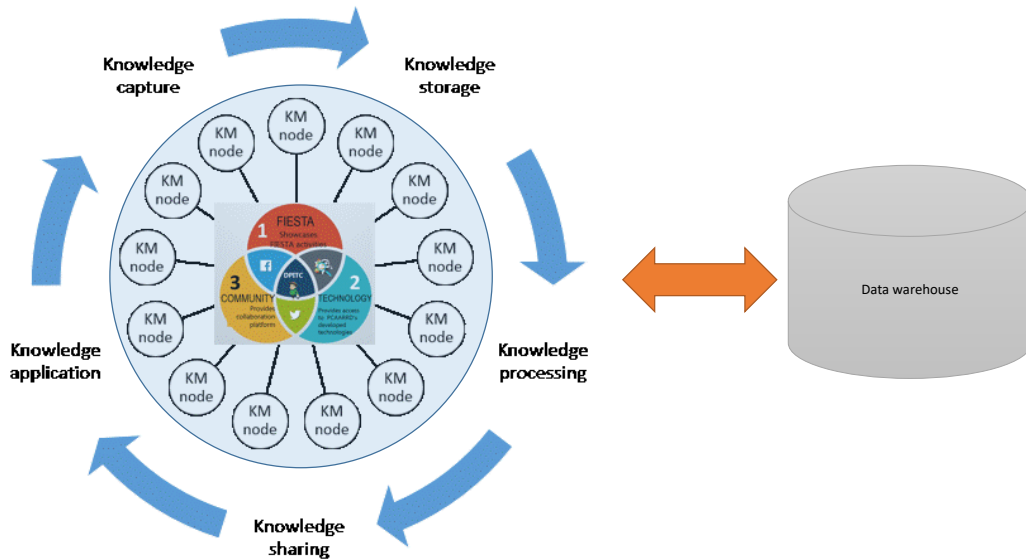 Knowledge
capture
Knowledge
storage
KM
node
KM
node
KM
node
KM
node
KM
node
KM
node
KM
node
KM
node
KM
node
KM
node
KM
node
KM
node
KM
node
1
FIESTA
Showcases
FIESTA activities
DPITC
3
COMMUNITY
Provides
collaboration
platform
2
TECHNOLOGY
Provides access
to PCAARRD's
developed
technologies
Knowledge
application
Knowledge
processing
Knowledge
sharing
Data warehouse